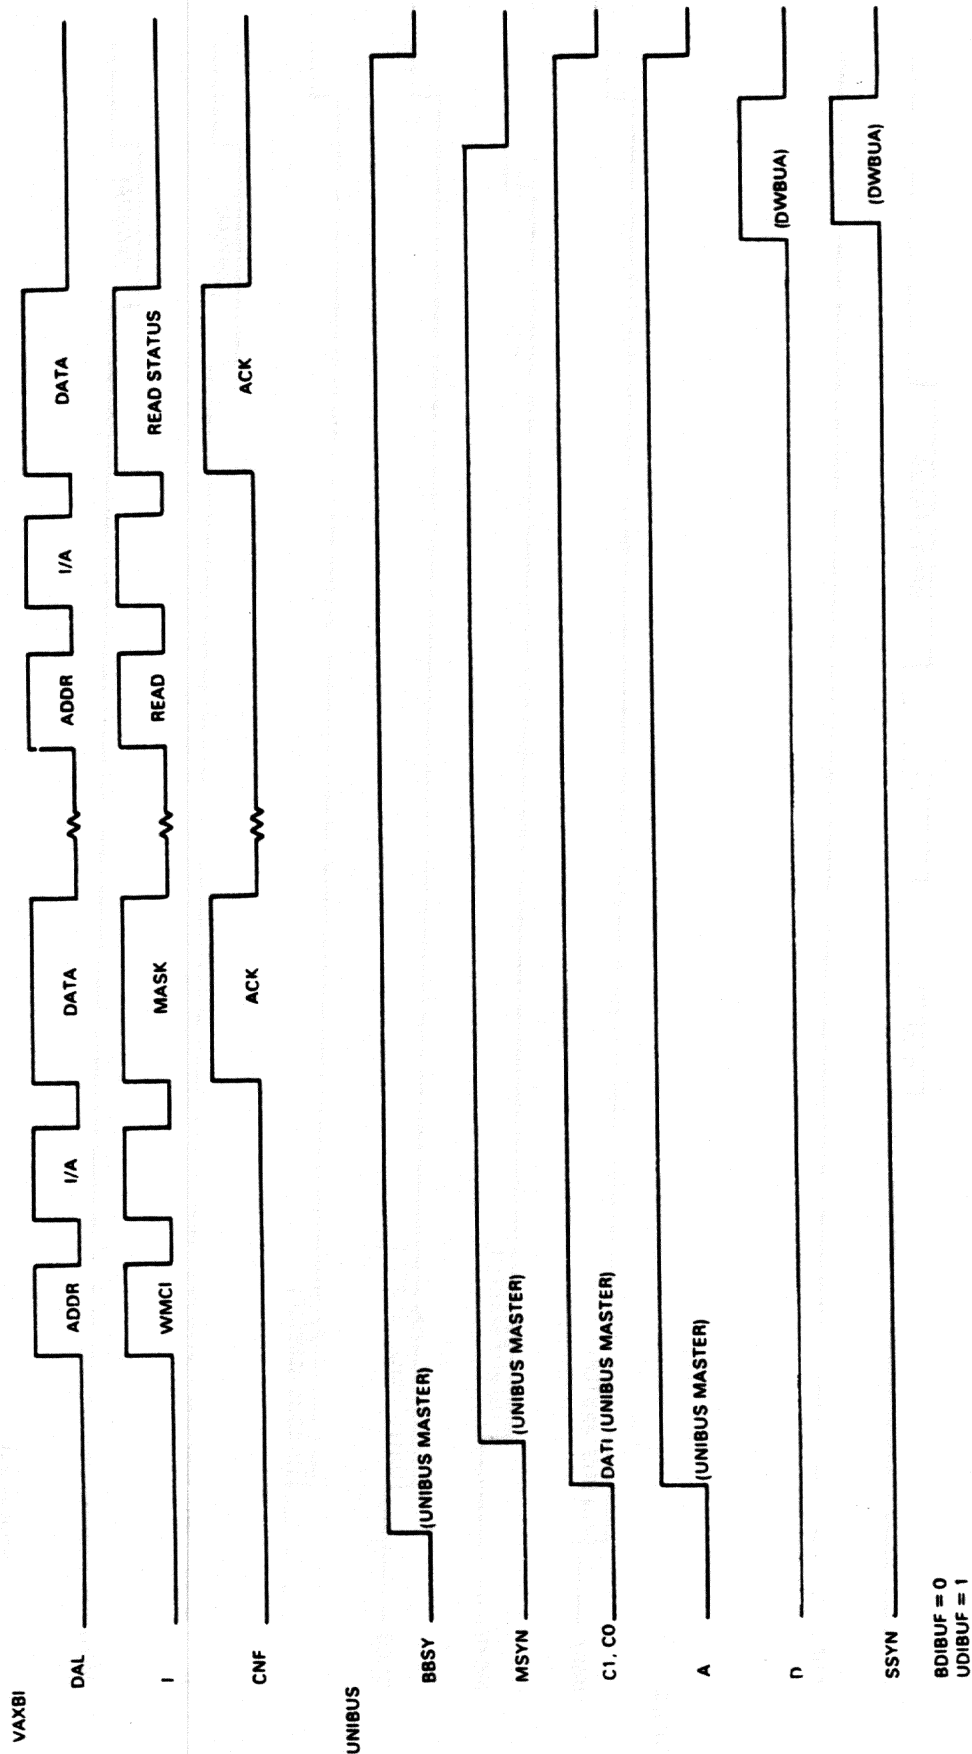 VAXBI
DAL
ADDR
I/A
DATA
ADDR
I/A
DATA
I
WMCI
MASK
READ
READ STATUS
CNF
ACK
ACK
UNIBUS
BBSY
(UNIBUS MASTER)
MSYN
(UNIBUS MASTER)
C1, C0
DATI (UNIBUS MASTER)
A
(UNIBUS MASTER)
D
(DWBUA)
SSYN
(DWBUA)
BDIBUF = 0
UDIBUF = 1